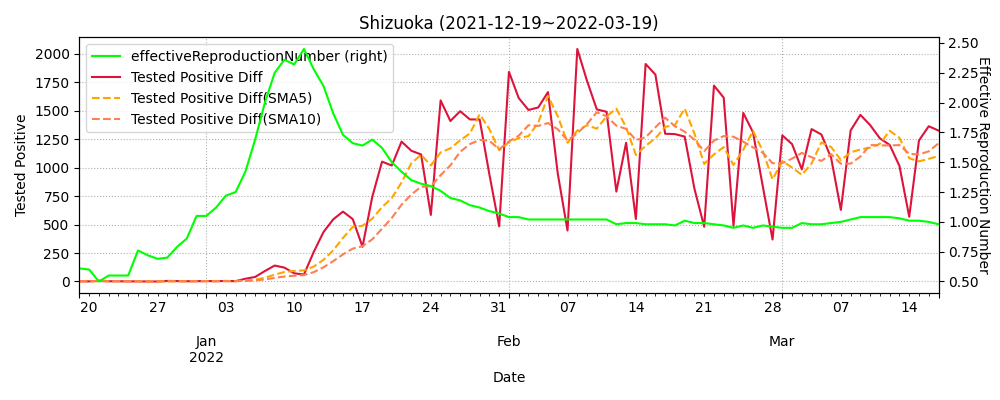 Shizuoka (2021-12-19~2022-03-19)
effectiveReproductionNumber (right)
Tested Positive Diff
Tested Positive Diff(SMA5)
Tested Positive Diff(SMA10)
Tested Positive
2000
1750
1500
1250
1000
750
500
250
0
2.50
2.25
2.00
1.75
1.50
1.25
1.00
0.75
0.50
Effective Reproduction Number
20 27 03 10 17 24 31 07 14 21 28 07 14
Jan Feb Mar
2022
Date